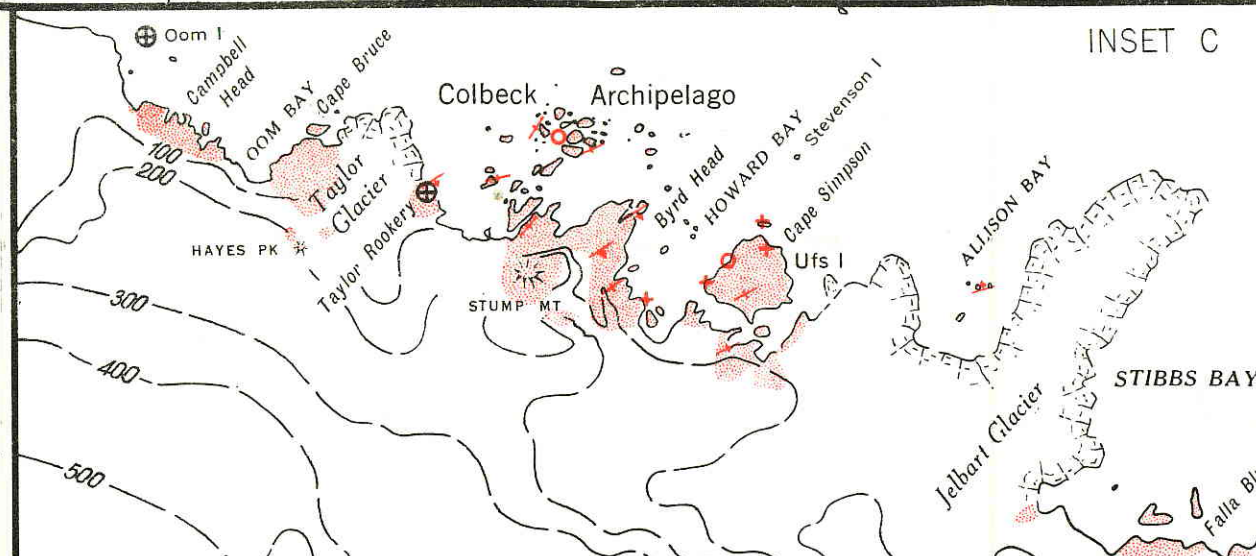 INSET C
Oom I
Campbell
Head
OOM BAY
Cape Bruce
Colbeck Archipelago
HOWARD BAY
Stevenson I
Byrd Head
Cape Simpson
Ufs I
ALLISON BAY
100
200
Taylor
Glacier
Taylor Rookery
HAYES PK
STUMP MT
300
400
500
STIBBS BAY
Jelbart Glacier
Falla